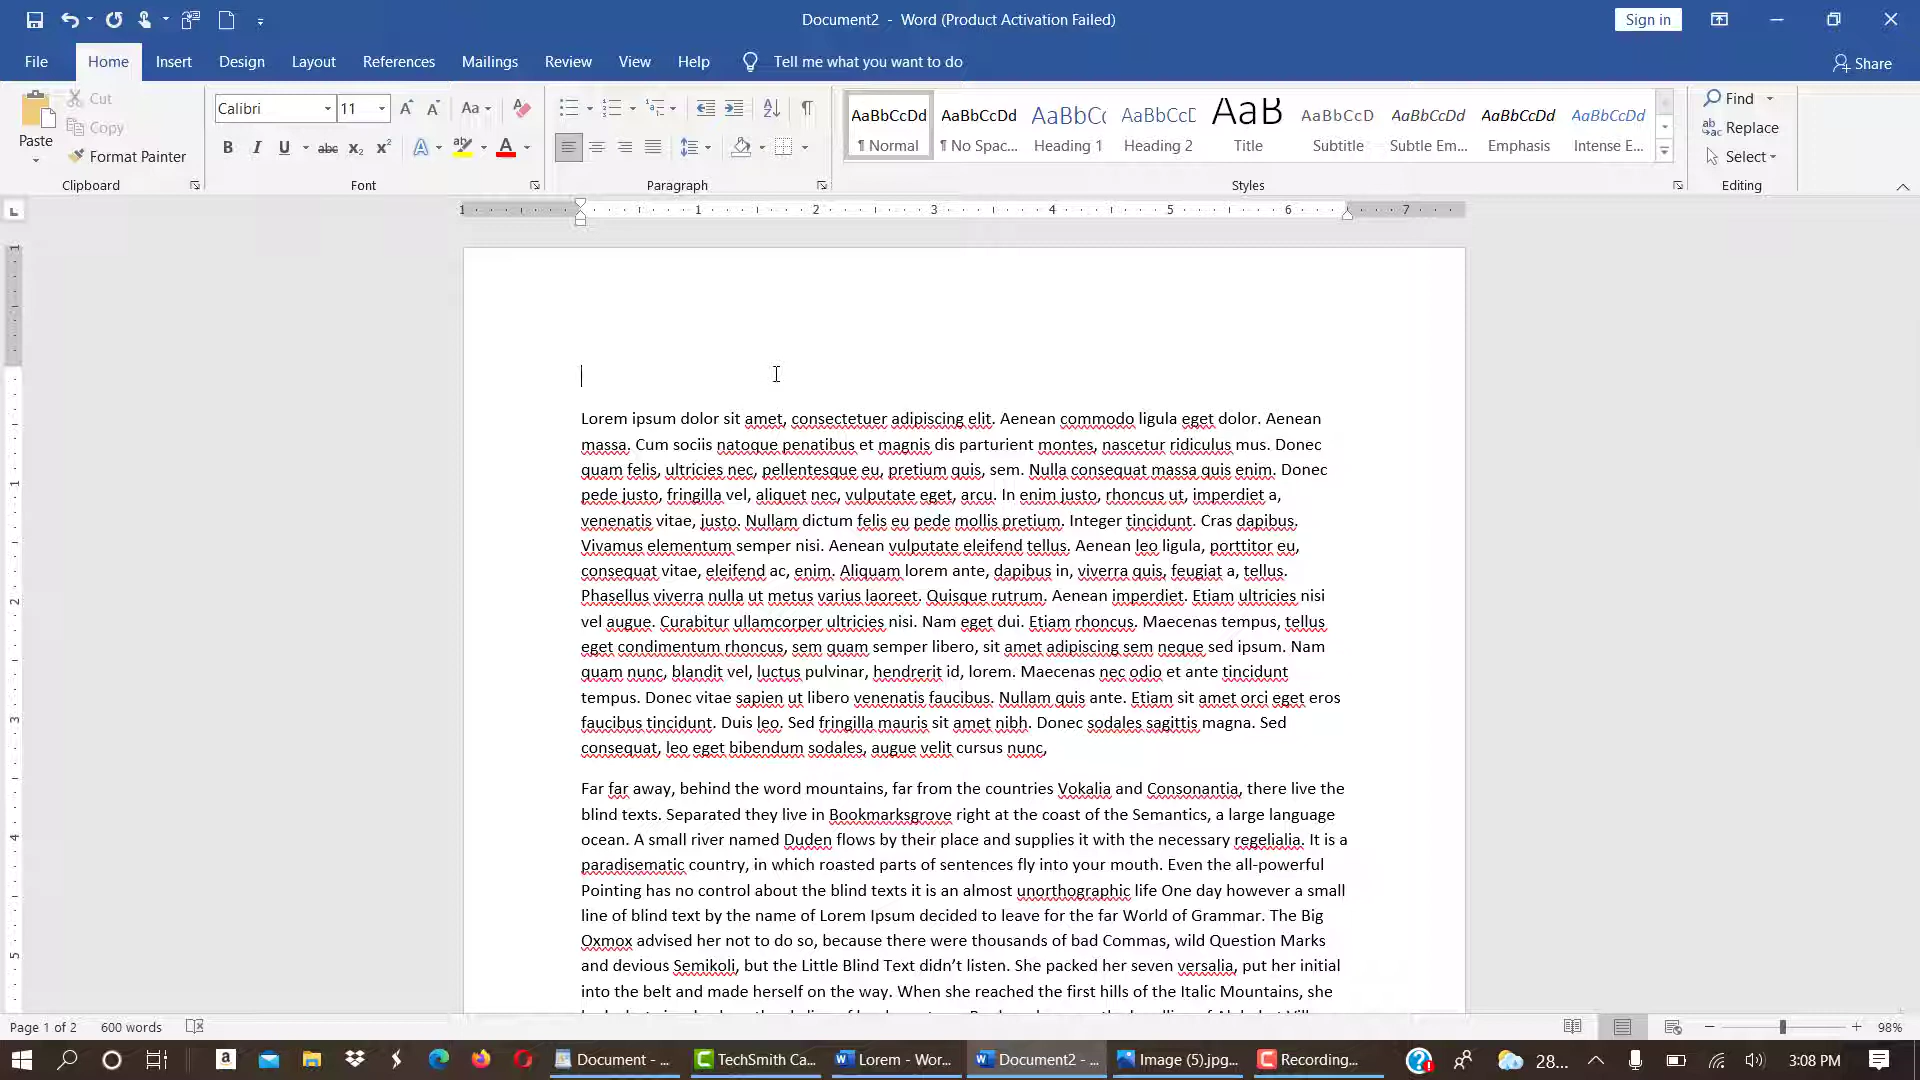 Document2 - Word (Product Activation Failed)
Sign in
File Home Insert Design Layout References Mailings Review View Help Tell me what you want to do Share
Paste
Cut
Copy
Format Painter
Clipboard
Calibri 11
Font
Paragraph
AaBbCcDd AaBbCcDd AaBbCc AaBbCcD AaB AaBbCcD AaBbCcDd AaBbCcDd AaBbCcDd
¶ Normal ¶ No Spac... Heading 1 Heading 2 Title Subtitle Subtle Em... Emphasis Intense E...
Styles
Find
Replace
Select
Editing
1 1 2 3 4 5 6 7
Lorem ipsum dolor sit amet, consectetuer adipiscing elit. Aenean commodo ligula eget dolor. Aenean
massa. Cum sociis natoque penatibus et magnis dis parturient montes, nascetur ridiculus mus. Donec
quam felis, ultricies nec, pellentesque eu, pretium quis, sem. Nulla consequat massa quis enim. Donec
pede justo, fringilla vel, aliquet nec, vulputate eget, arcu. In enim justo, rhoncus ut, imperdiet a,
venenatis vitae, justo. Nullam dictum felis eu pede mollis pretium. Integer tincidunt. Cras dapibus.
Vivamus elementum semper nisi. Aenean vulputate eleifend tellus. Aenean leo ligula, porttitor eu,
consequat vitae, eleifend ac, enim. Aliquam lorem ante, dapibus in, viverra quis, feugiat a, tellus.
Phasellus viverra nulla ut metus varius laoreet. Quisque rutrum. Aenean imperdiet. Etiam ultricies nisi
vel augue. Curabitur ullamcorper ultricies nisi. Nam eget dui. Etiam rhoncus. Maecenas tempus, tellus
eget condimentum rhoncus, sem quam semper libero, sit amet adipiscing sem neque sed ipsum. Nam
quam nunc, blandit vel, luctus pulvinar, hendrerit id, lorem. Maecenas nec odio et ante tincidunt
tempus. Donec vitae sapien ut libero venenatis faucibus. Nullam quis ante. Etiam sit amet orci eget eros
faucibus tincidunt. Duis leo. Sed fringilla mauris sit amet nibh. Donec sodales sagittis magna. Sed
consequat, leo eget bibendum sodales, augue velit cursus nunc,
Far far away, behind the word mountains, far from the countries Vokalia and Consonantia, there live the
blind texts. Separated they live in Bookmarksgrove right at the coast of the Semantics, a large language
ocean. A small river named Duden flows by their place and supplies it with the necessary regelialia. It is a
paradisematic country, in which roasted parts of sentences fly into your mouth. Even the all-powerful
Pointing has no control about the blind texts it is an almost unorthographic life One day however a small
line of blind text by the name of Lorem Ipsum decided to leave for the far World of Grammar. The Big
Oxmox advised her not to do so, because there were thousands of bad Commas, wild Question Marks
and devious Semikoli, but the Little Blind Text didn’t listen. She packed her seven versalia, put her initial
into the belt and made herself on the way. When she reached the first hills of the Italic Mountains, she
Page 1 of 2 600 words 98%
Document - ... TechSmith Ca... Lorem - Wor... Document2 - ... Image (5).jpg... Recording... 28... 3:08 PM